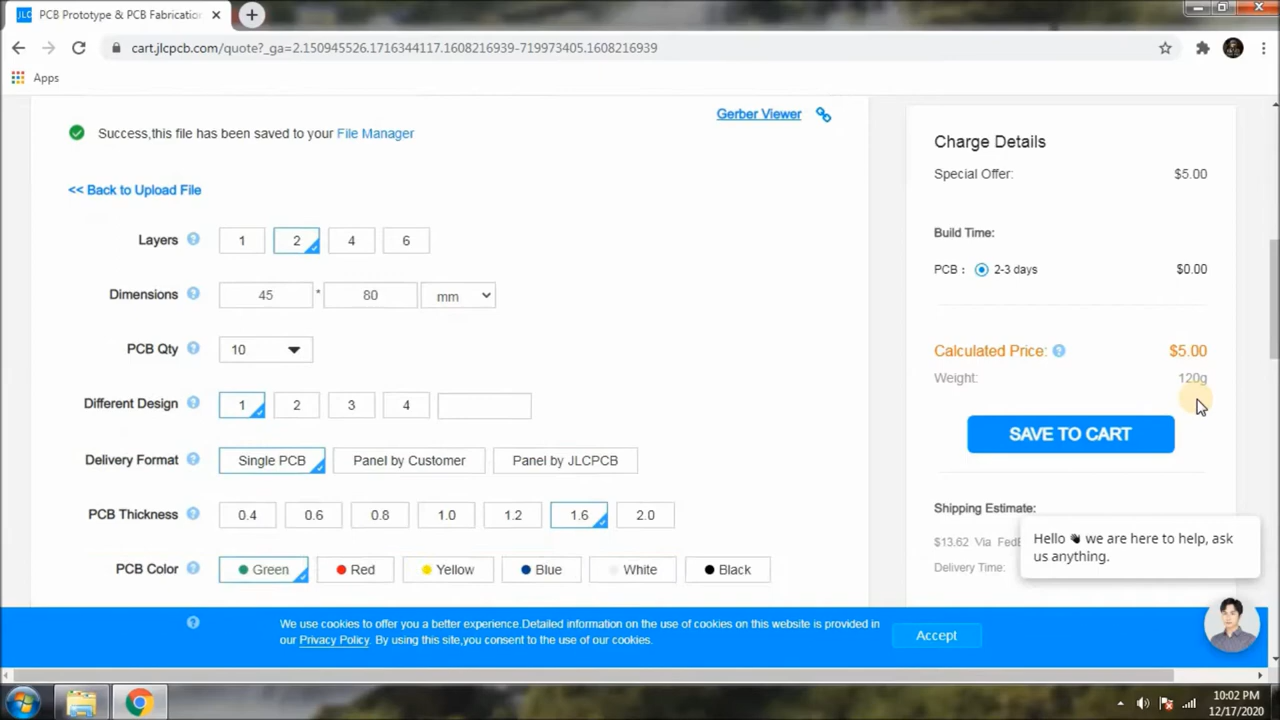 JLC PCB Prototype & PCB Fabrication
cart.jlcpcb.com/quote?_ga=2.150945526.1716344117.1608216939-719973405.1608216939
Apps
Gerber Viewer
Success,this file has been saved to your File Manager
<< Back to Upload File
Layers 1 2 4 6
Dimensions 45 * 80 mm
PCB Qty 10
Different Design 1 2 3 4
Delivery Format Single PCB Panel by Customer Panel by JLCPCB
PCB Thickness 0.4 0.6 0.8 1.0 1.2 1.6 2.0
PCB Color Green Red Yellow Blue White Black
Charge Details
Special Offer: $5.00
Build Time:
PCB : 2-3 days $0.00
Calculated Price: $5.00
Weight: 120g
SAVE TO CART
Shipping Estimate:
$13.62 Via FedE
Delivery Time:
Hello we are here to help, ask
us anything.
We use cookies to offer you a better experience.Detailed information on the use of cookies on this website is provided in
our Privacy Policy. By using this site,you consent to the use of our cookies.
Accept
10:02 PM
12/17/2020